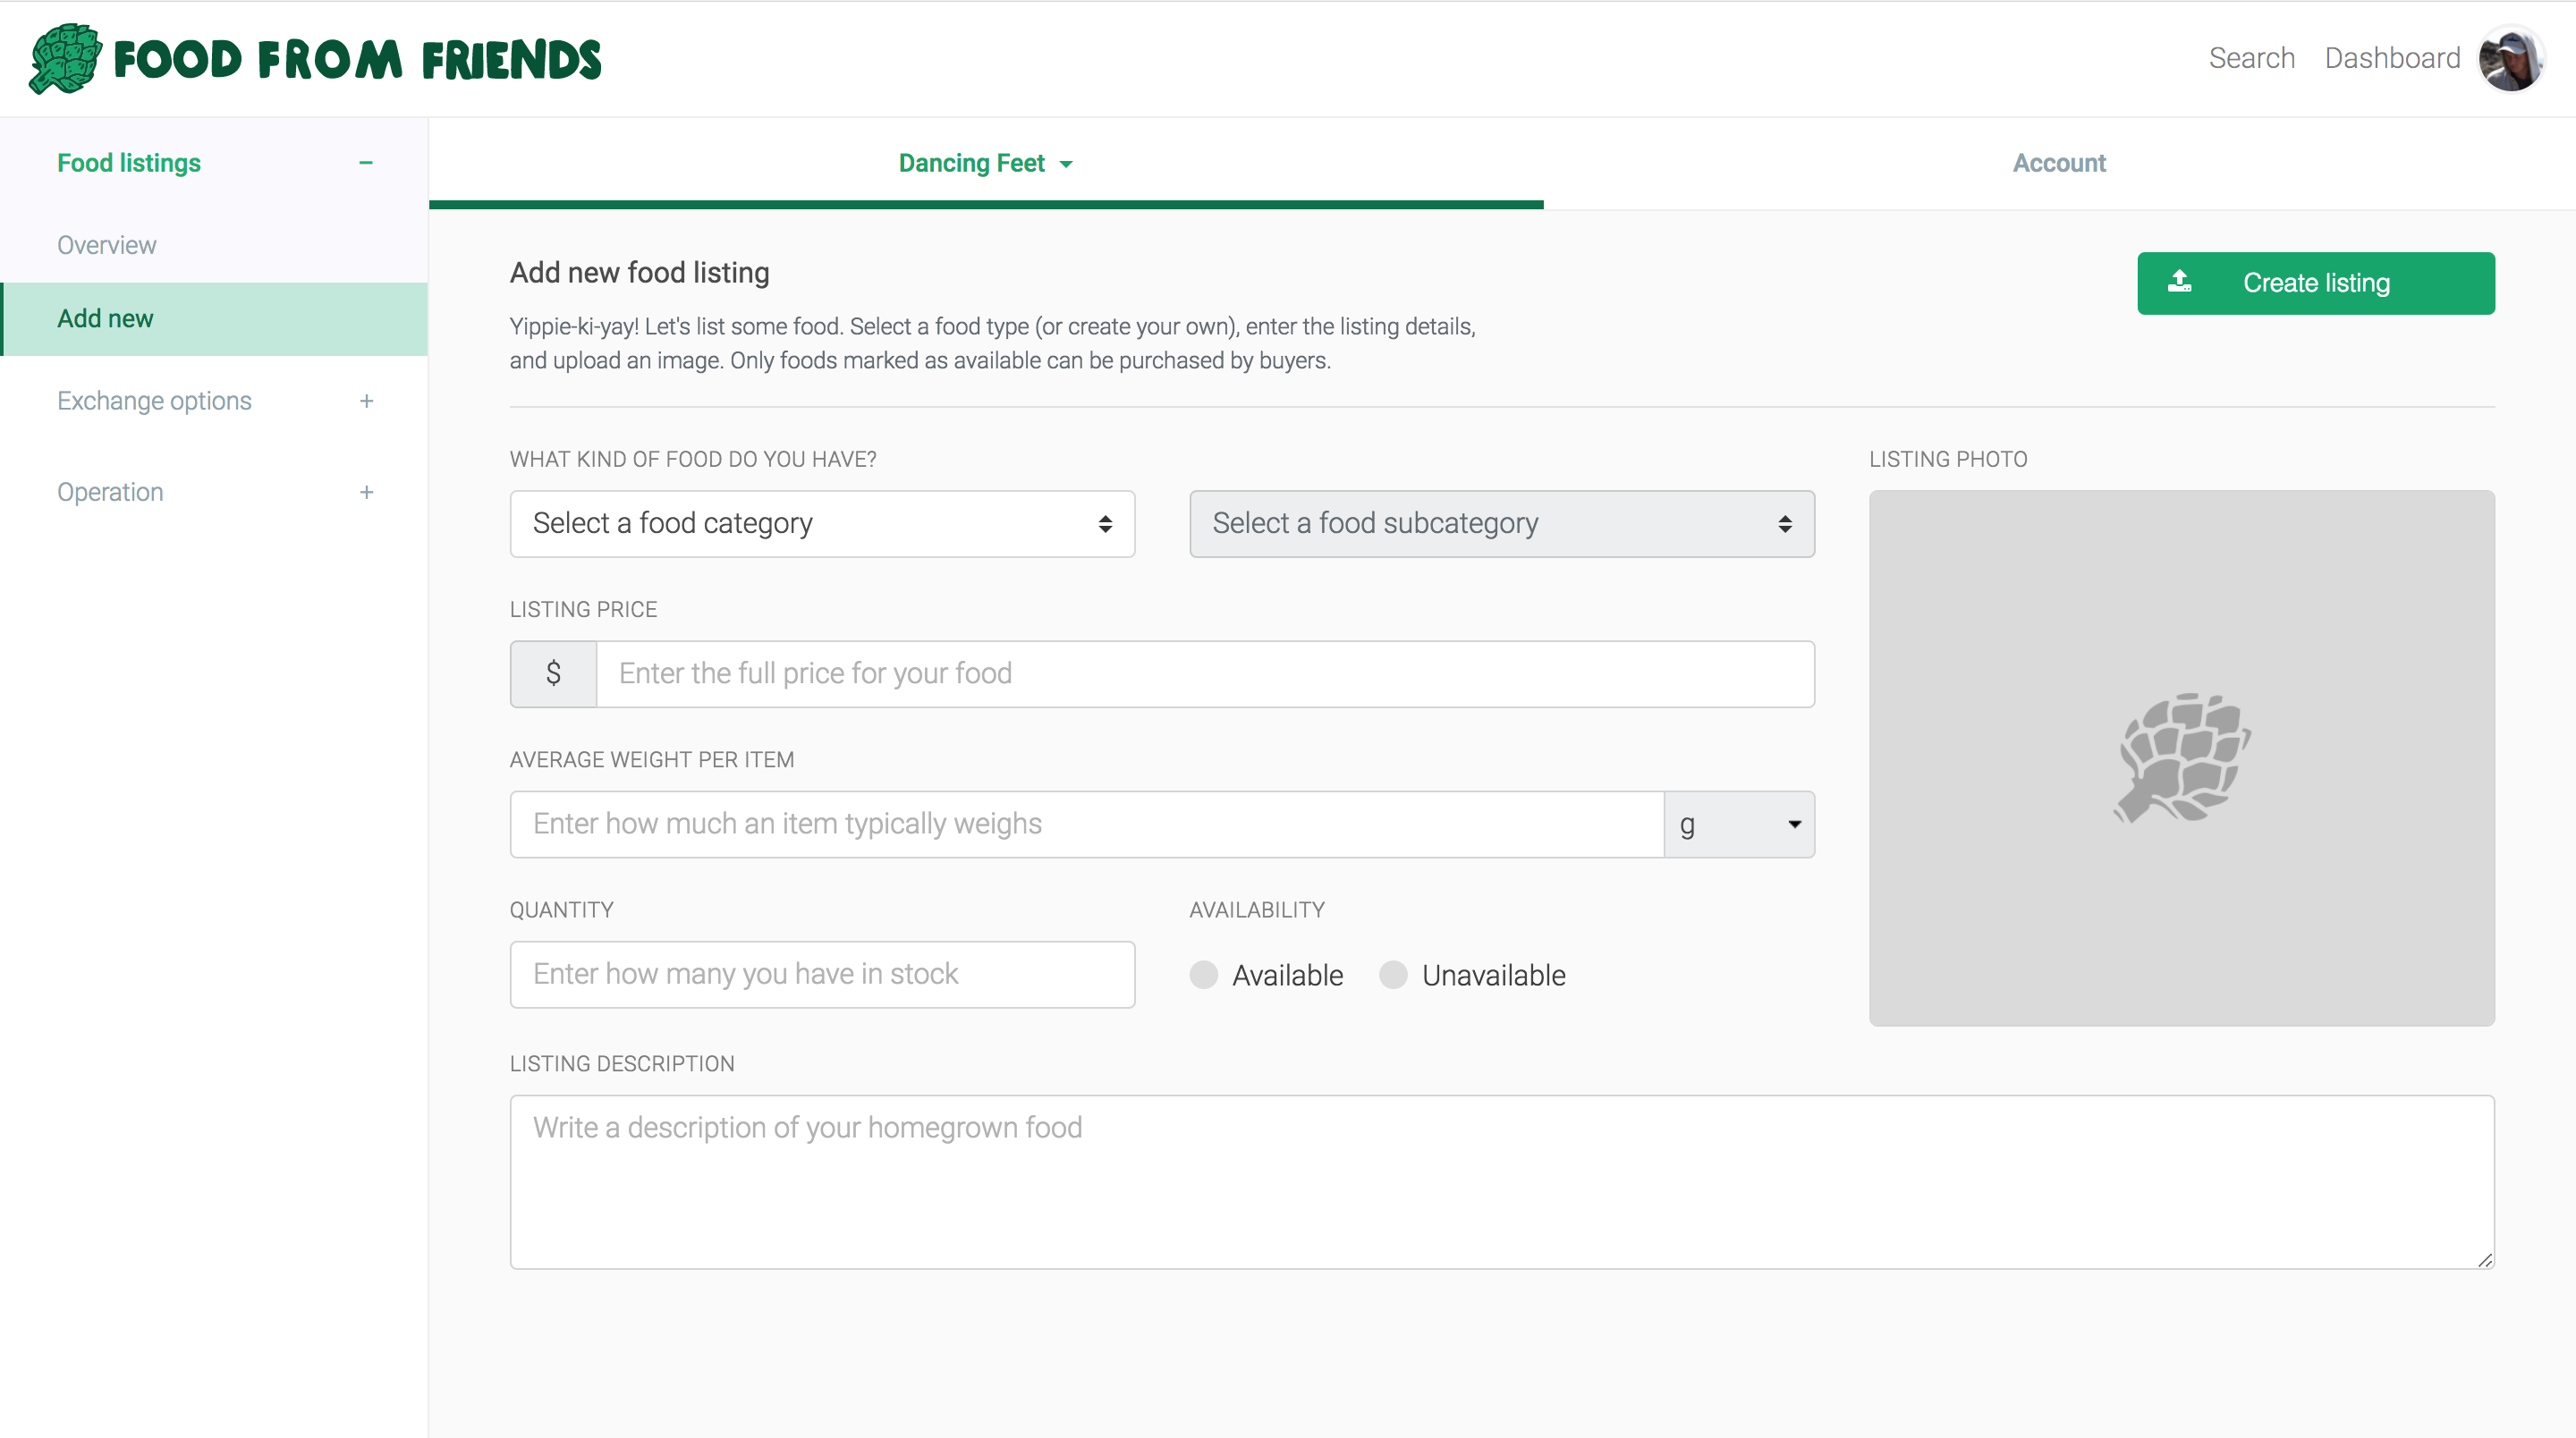 FOOD FROM FRIENDS
Search Dashboard
Food listings −
Overview
Add new
Exchange options +
Operation +
Dancing Feet
Account
Add new food listing
Create listing
Yippie-ki-yay! Let's list some food. Select a food type (or create your own), enter the listing details,
and upload an image. Only foods marked as available can be purchased by buyers.
WHAT KIND OF FOOD DO YOU HAVE?
Select a food category
Select a food subcategory
LISTING PHOTO
LISTING PRICE
$ Enter the full price for your food
AVERAGE WEIGHT PER ITEM
Enter how much an item typically weighs
g
QUANTITY
Enter how many you have in stock
AVAILABILITY
Available Unavailable
LISTING DESCRIPTION
Write a description of your homegrown food